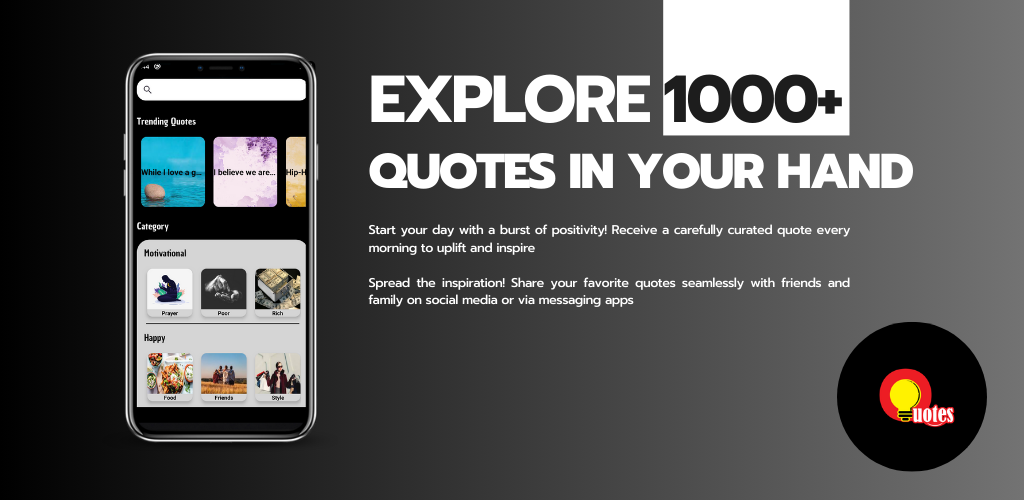 +4
Trending Quotes
While I love a g...
I believe we are...
Hip-H
Category
Motivational
Prayer
Poor
Rich
Happy
Food
Friends
Style
EXPLORE 1000+
QUOTES IN YOUR HAND
Start your day with a burst of positivity! Receive a carefully curated quote every
morning to uplift and inspire
Spread the inspiration! Share your favorite quotes seamlessly with friends and
family on social media or via messaging apps
Quotes